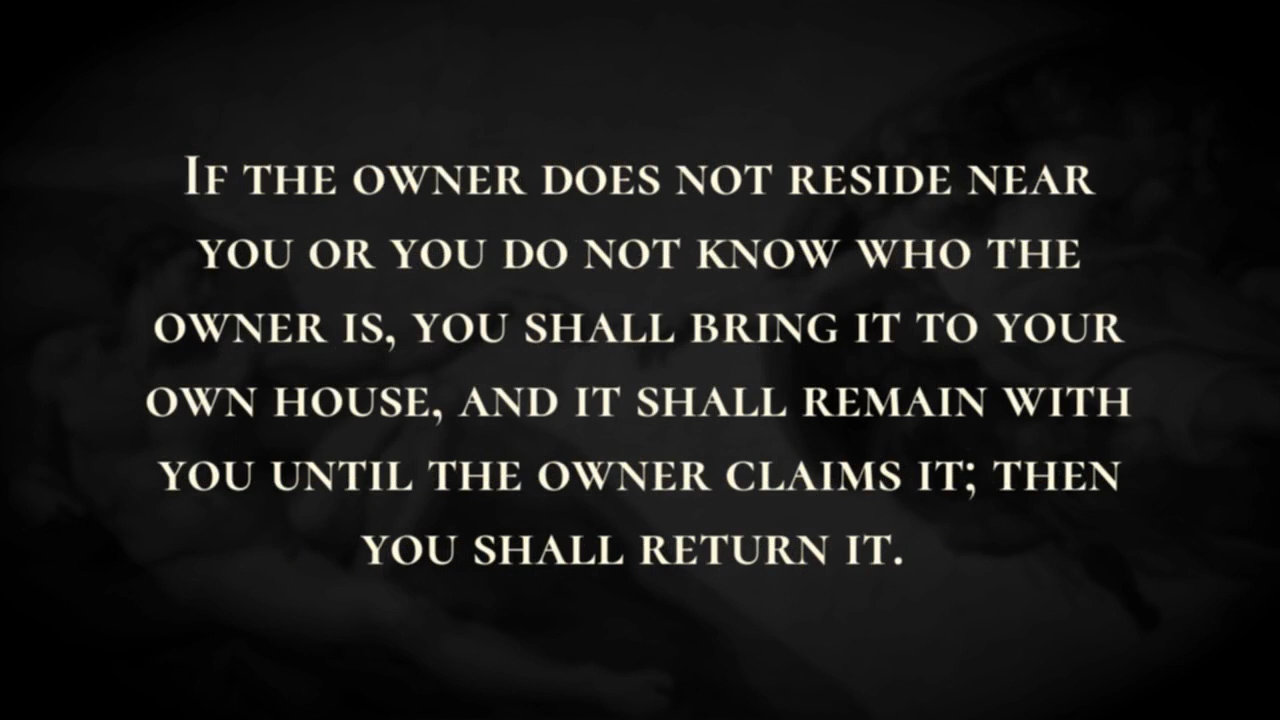 If the owner does not reside near
you or you do not know who the
owner is, you shall bring it to your
own house, and it shall remain with
you until the owner claims it; then
you shall return it.